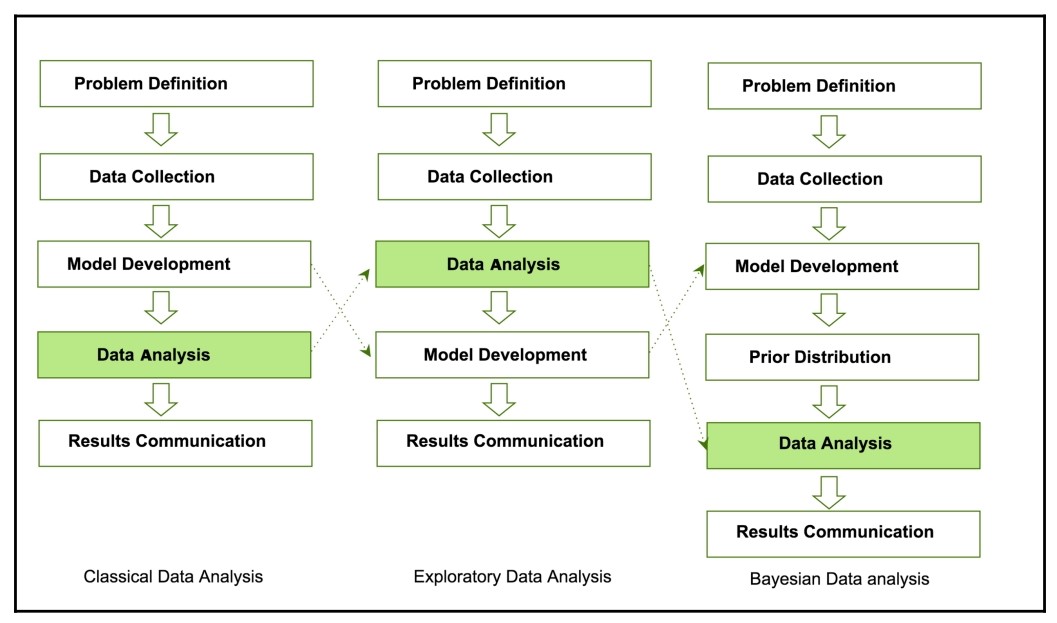 Problem Definition
Data Collection
Model Development
Data Analysis
Results Communication
Classical Data Analysis
Problem Definition
Data Collection
Data Analysis
Model Development
Results Communication
Exploratory Data Analysis
Problem Definition
Data Collection
Model Development
Prior Distribution
Data Analysis
Results Communication
Bayesian Data analysis